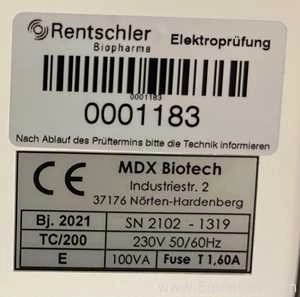 Rentschler
Biopharma
Elektroprüfung
0001183
0001183
Nach Ablauf des Prüftermins bitte die Technik informieren
CE
MDX Biotech
Industriestr. 2
37176 Nörten-Hardenberg
Bj. 2021 SN 2102 - 1319
TC/200 230V 50/60Hz
E 100VA Fuse T 1,60A